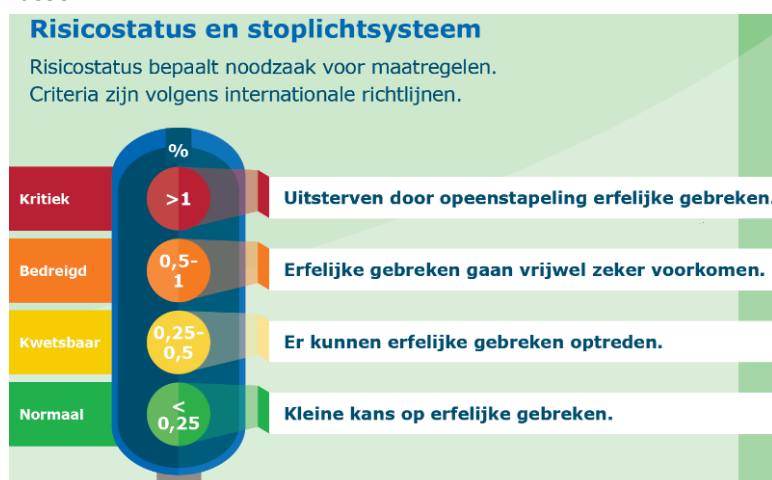 Risicostatus en stoplichtsysteem
Risicostatus bepaalt noodzaak voor maatregelen.
Criteria zijn volgens internationale richtlijnen.
%
Kritiek
>1
Uitsterven door opeenstapeling erfelijke gebreken.
Bedreigd
0,5-
1
Erfelijke gebreken gaan vrijwel zeker voorkomen.
Kwetsbaar
0,25-
0,5
Er kunnen erfelijke gebreken optreden.
Normaal
<
0,25
Kleine kans op erfelijke gebreken.